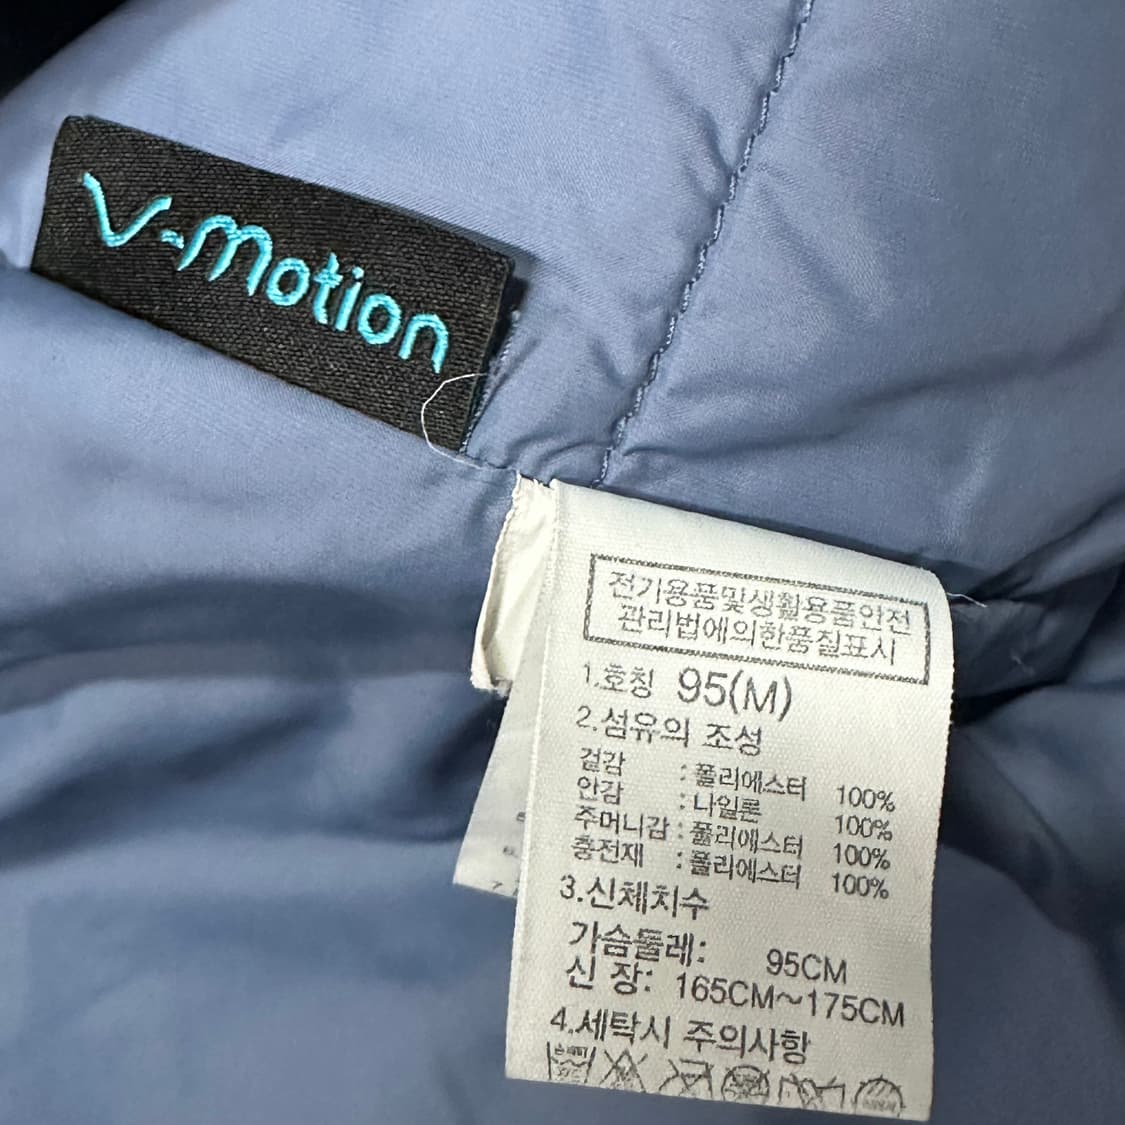 V-Motion
전기용품및생활용품안전
관리법에의한품질표시
1.호칭 95(M)
2.섬유의 조성
겉감 : 폴리에스터 100%
안감 : 나일론 100%
주머니감 : 폴리에스터 100%
충전재 : 폴리에스터 100%
3.신체치수
가슴둘레: 95CM
신 장: 165CM~175CM
4.세탁시 주의사항